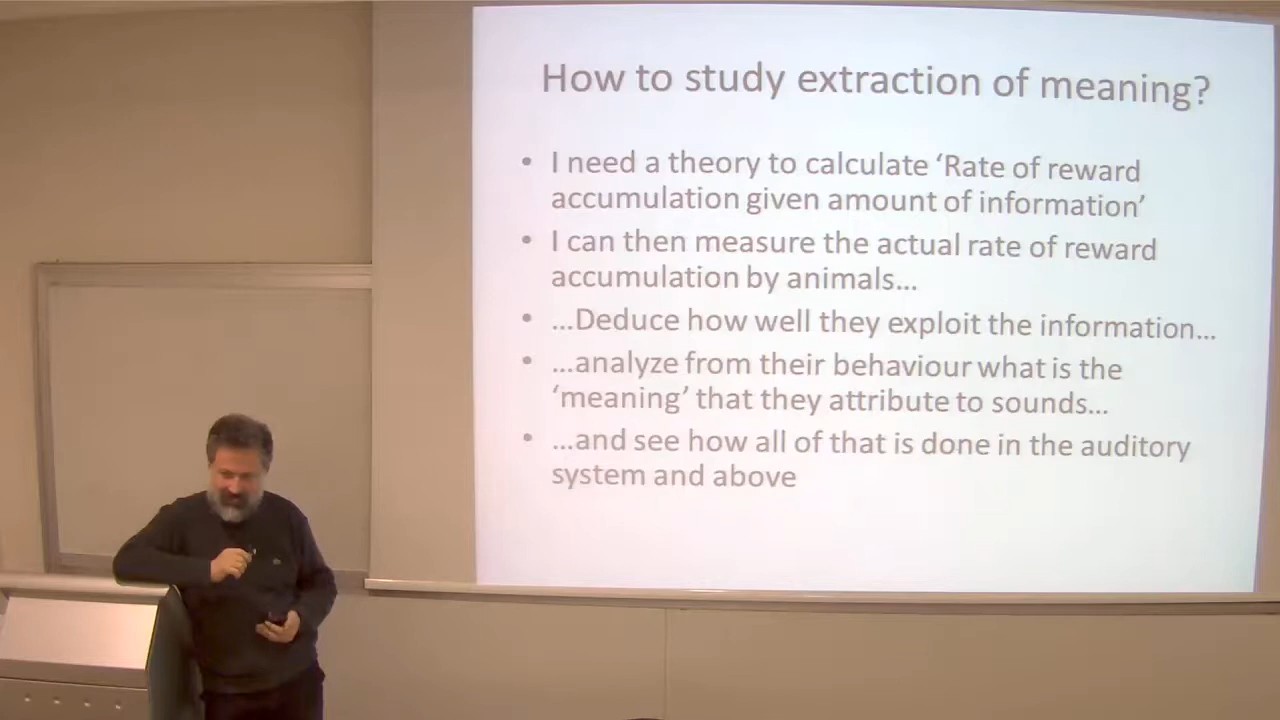 How to study extraction of meaning?
• I need a theory to calculate ‘Rate of reward
accumulation given amount of information’
• I can then measure the actual rate of reward
accumulation by animals…
• …Deduce how well they exploit the information…
• …analyze from their behaviour what is the
‘meaning’ that they attribute to sounds…
• …and see how all of that is done in the auditory
system and above